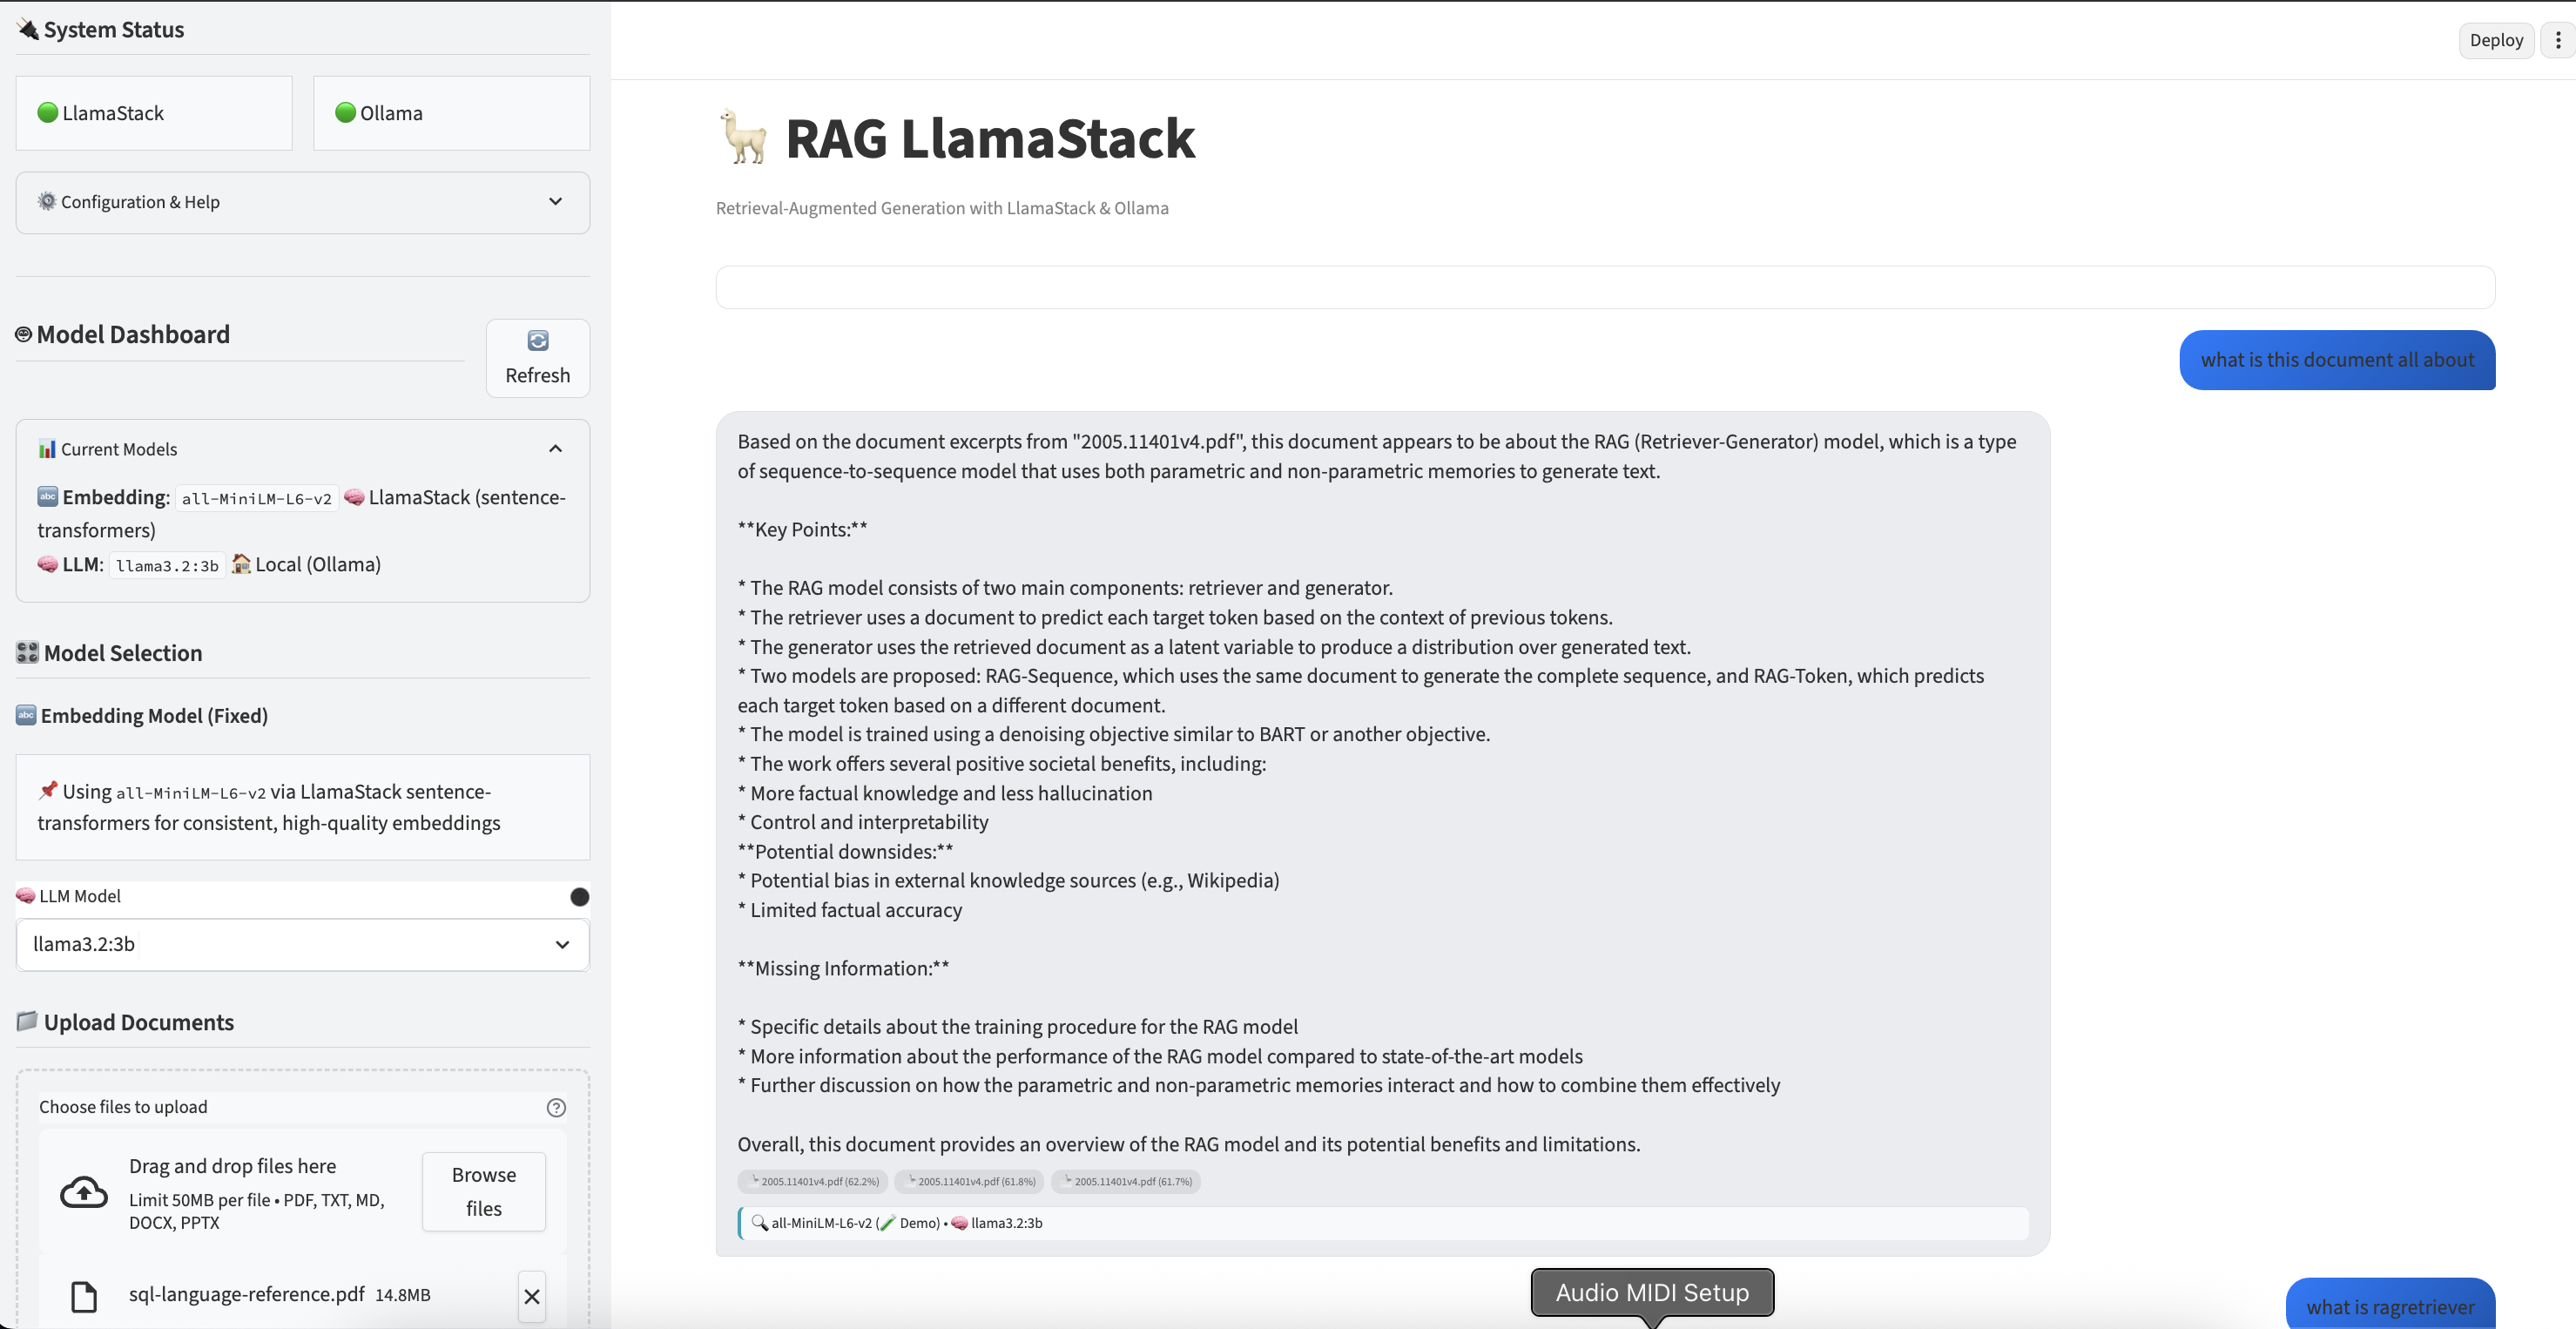 System Status
LlamaStack
Ollama
Configuration & Help
Model Dashboard
Refresh
Current Models
Embedding: all-MiniLM-L6-v2 LlamaStack (sentence-
transformers)
LLM: llama3.2:3b Local (Ollama)
Model Selection
Embedding Model (Fixed)
Using all-MiniLM-L6-v2 via LlamaStack sentence-
transformers for consistent, high-quality embeddings
LLM Model
llama3.2:3b
Upload Documents
Choose files to upload
Drag and drop files here
Limit 50MB per file • PDF, TXT, MD,
DOCX, PPTX
Browse
files
sql-language-reference.pdf 14.8MB
Deploy
RAG LlamaStack
Retrieval-Augmented Generation with LlamaStack & Ollama
what is this document all about
Based on the document excerpts from "2005.11401v4.pdf", this document appears to be about the RAG (Retriever-Generator) model, which is a type
of sequence-to-sequence model that uses both parametric and non-parametric memories to generate text.
**Key Points:**
* The RAG model consists of two main components: retriever and generator.
* The retriever uses a document to predict each target token based on the context of previous tokens.
* The generator uses the retrieved document as a latent variable to produce a distribution over generated text.
* Two models are proposed: RAG-Sequence, which uses the same document to generate the complete sequence, and RAG-Token, which predicts
each target token based on a different document.
* The model is trained using a denoising objective similar to BART or another objective.
* The work offers several positive societal benefits, including:
* More factual knowledge and less hallucination
* Control and interpretability
**Potential downsides:**
* Potential bias in external knowledge sources (e.g., Wikipedia)
* Limited factual accuracy
**Missing Information:**
* Specific details about the training procedure for the RAG model
* More information about the performance of the RAG model compared to state-of-the-art models
* Further discussion on how the parametric and non-parametric memories interact and how to combine them effectively
Overall, this document provides an overview of the RAG model and its potential benefits and limitations.
2005.11401v4.pdf (62.2%) 2005.11401v4.pdf (61.8%) 2005.11401v4.pdf (61.7%)
all-MiniLM-L6-v2 (Demo) • llama3.2:3b
Audio MIDI Setup
what is ragretriever